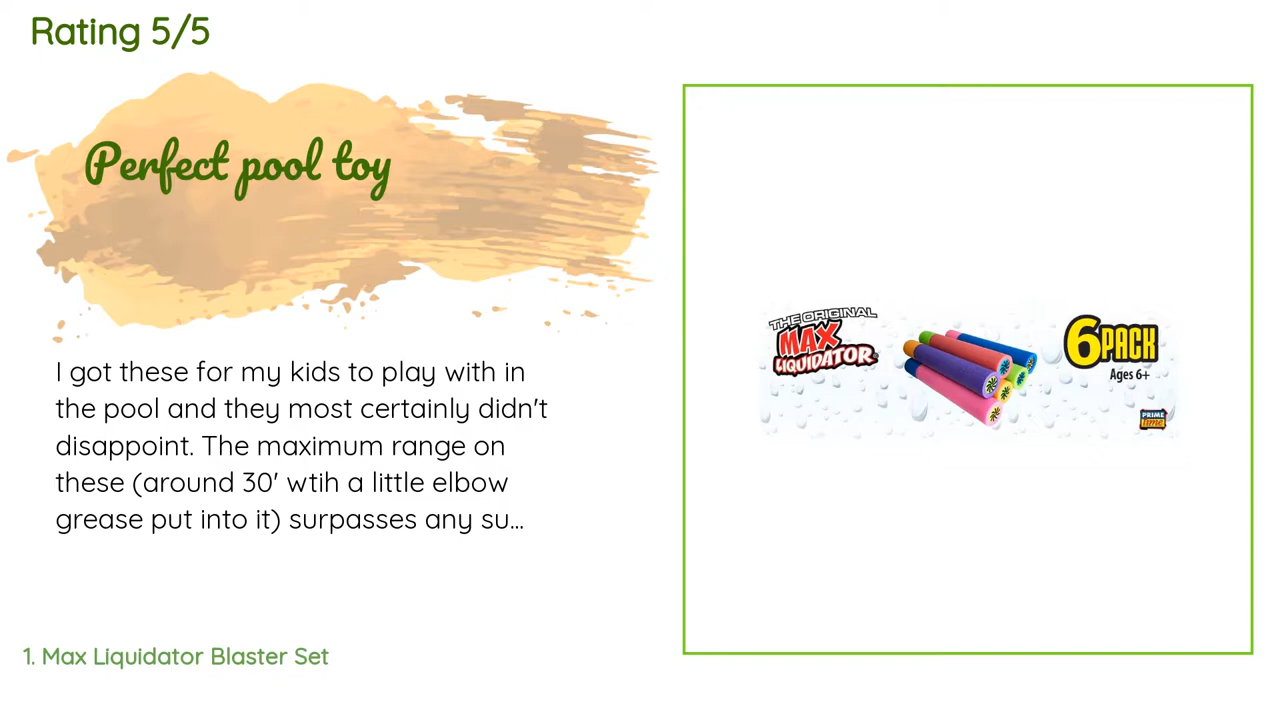 Rating 5/5
Perfect pool toy
I got these for my kids to play with in
the pool and they most certainly didn't
disappoint. The maximum range on
these (around 30' wtih a little elbow
grease put into it) surpasses any su...
THE ORIGINAL
MAX
LIQUIDATOR
6 PACK
Ages 6+
PRIME
time
1. Max Liquidator Blaster Set